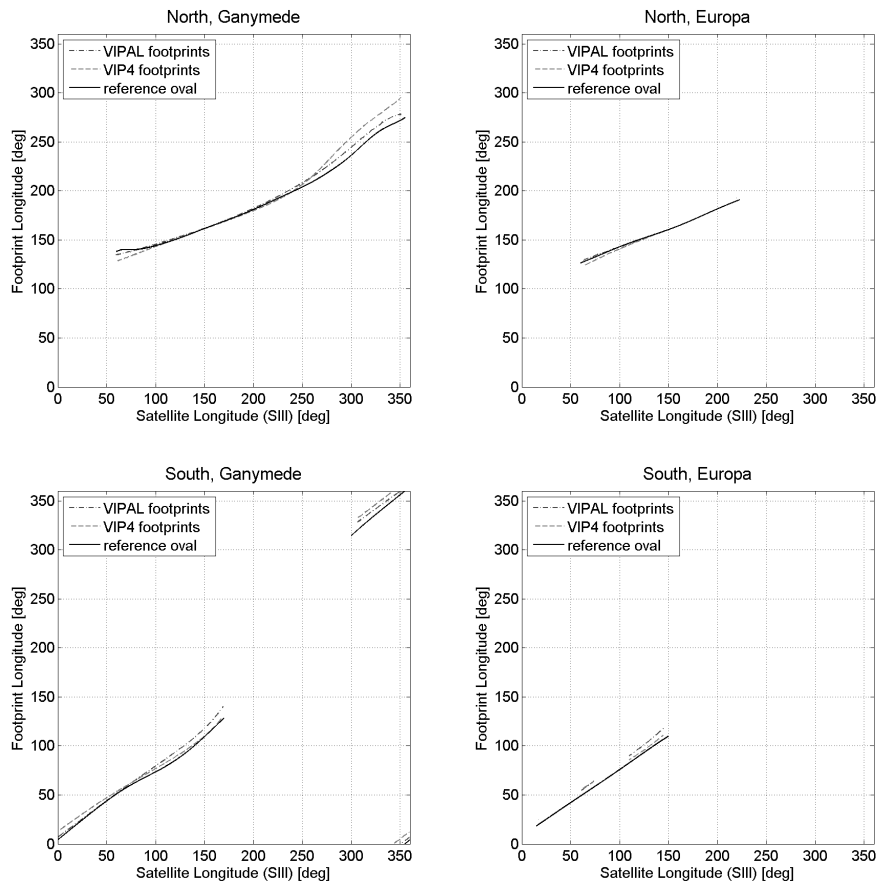 North, Ganymede
350
300
250
200
150
100
50
0
Footprint Longitude [deg]
VIPAL footprints
VIP4 footprints
reference oval
0 50 100 150 200 250 300 350
Satellite Longitude (SIII) [deg]
North, Europa
350
300
250
200
150
100
50
0
Footprint Longitude [deg]
VIPAL footprints
VIP4 footprints
reference oval
0 50 100 150 200 250 300 350
Satellite Longitude (SIII) [deg]
South, Ganymede
350
300
250
200
150
100
50
0
Footprint Longitude [deg]
VIPAL footprints
VIP4 footprints
reference oval
0 50 100 150 200 250 300 350
Satellite Longitude (SIII) [deg]
South, Europa
350
300
250
200
150
100
50
0
Footprint Longitude [deg]
VIPAL footprints
VIP4 footprints
reference oval
0 50 100 150 200 250 300 350
Satellite Longitude (SIII) [deg]